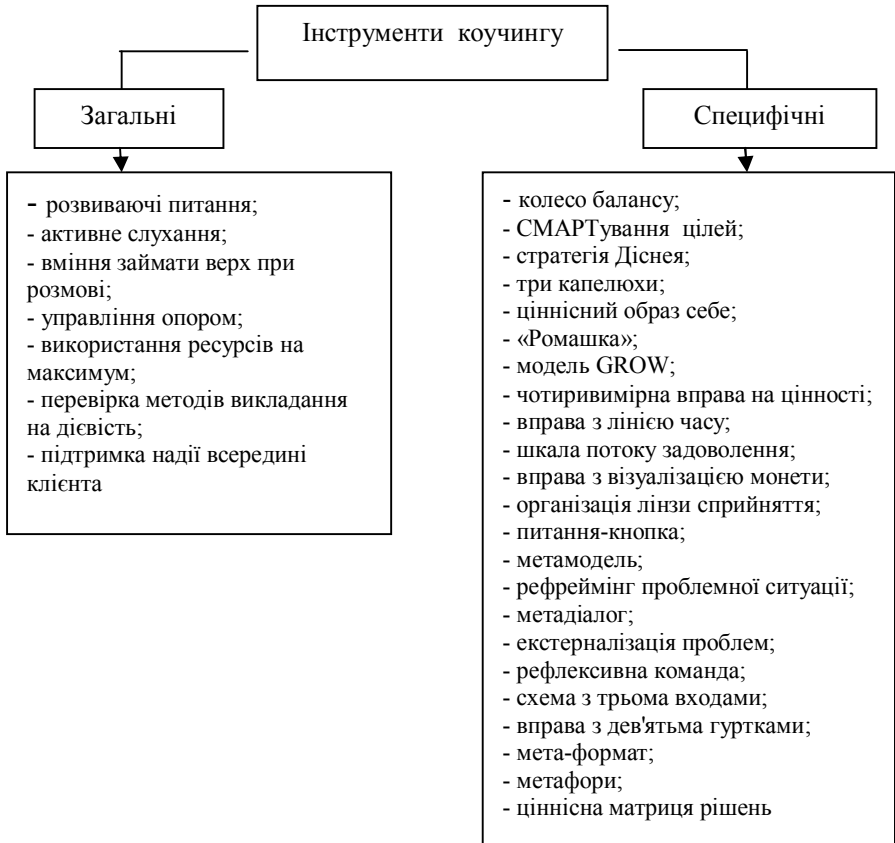 Інструменти коучингу
Загальні
Специфічні
- розвиваючі питання;
- активне слухання;
- вміння займати верх при
розмові;
- управління опором;
- використання ресурсів на
максимум;
- перевірка методів викладання
на дієвість;
- підтримка надії всередині
клієнта
- колесо балансу;
- СМАРТування цілей;
- стратегія Діснея;
- три капелюхи;
- ціннісний образ себе;
- «Ромашка»;
- модель GROW;
- чотиривимірна вправа на цінності;
- вправа з лінією часу;
- шкала потоку задоволення;
- вправа з візуалізацією монети;
- організація лінзи сприйняття;
- питання-кнопка;
- метамодель;
- рефреймінг проблемної ситуації;
- метадіалог;
- екстерналізація проблем;
- рефлексивна команда;
- схема з трьома входами;
- вправа з дев'ятьма гуртками;
- мета-формат;
- метафори;
- ціннісна матриця рішень